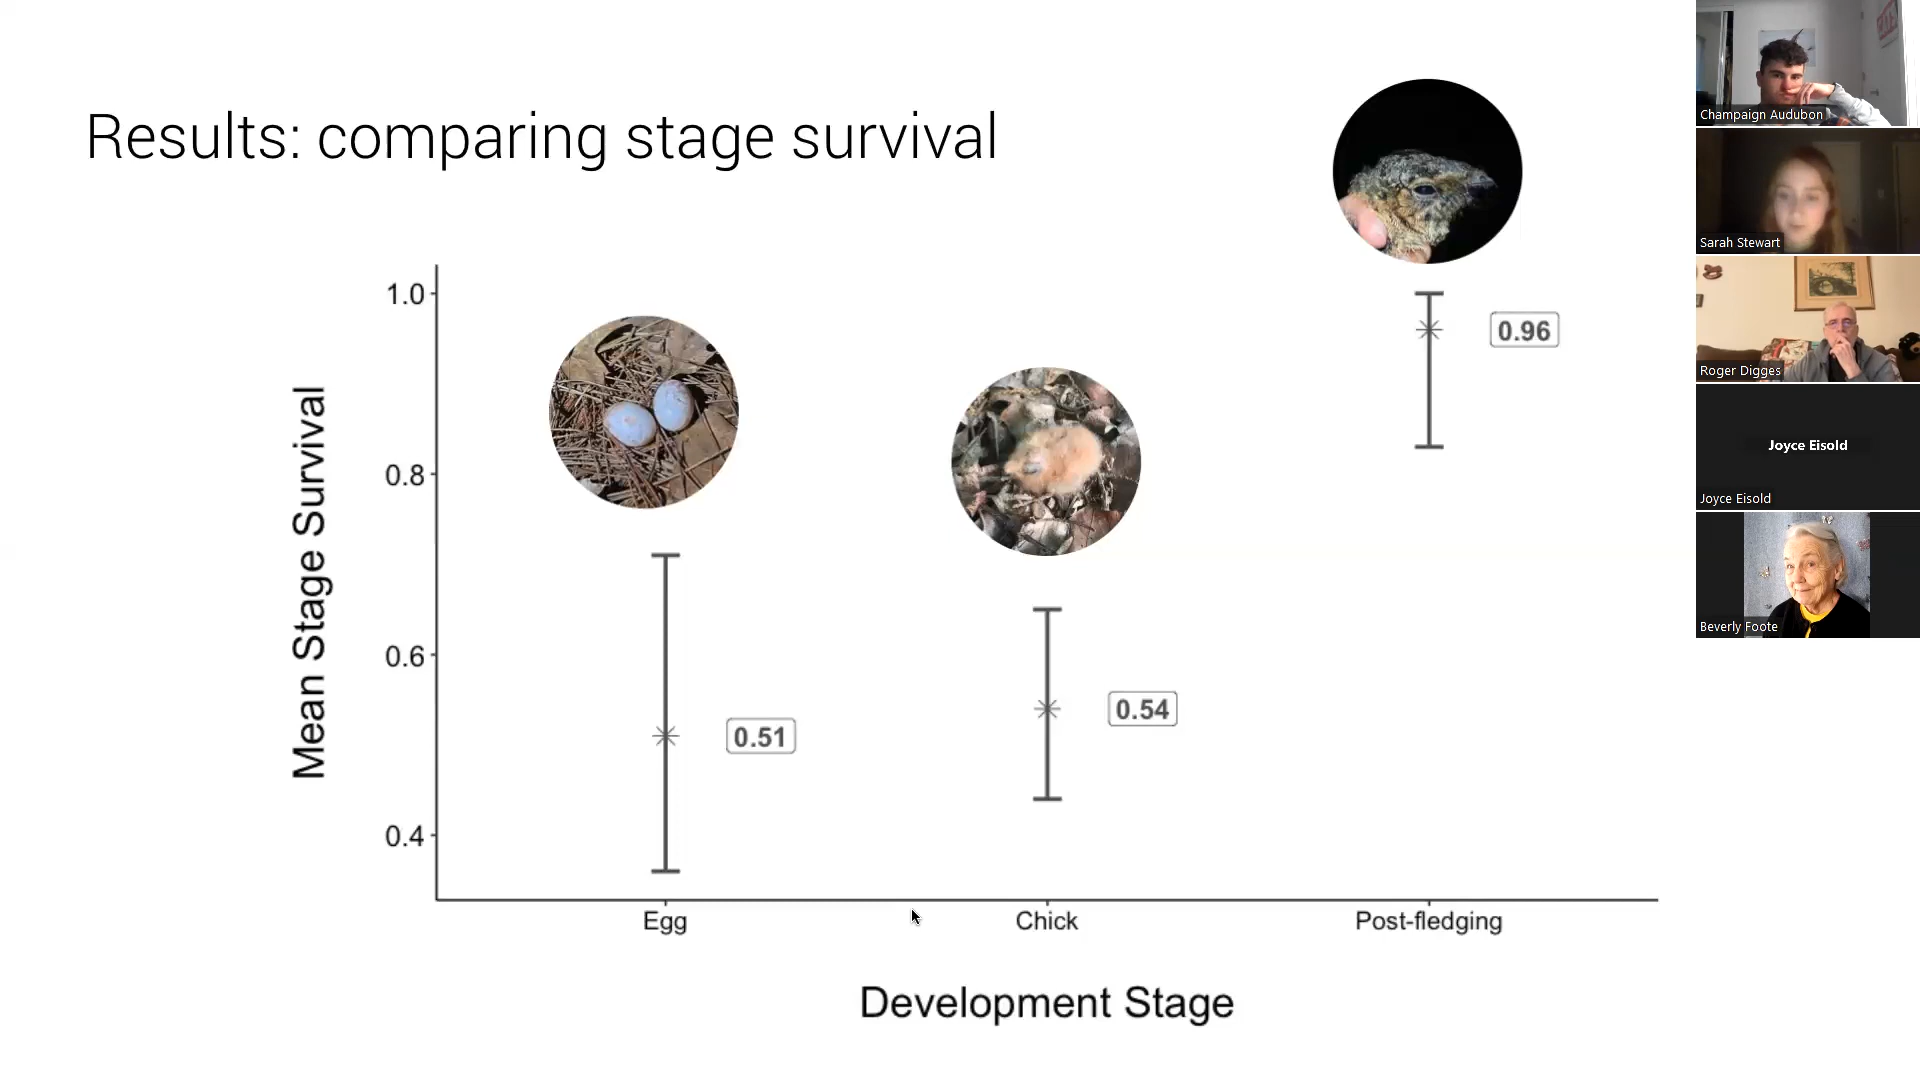 Results: comparing stage survival
Mean Stage Survival
1.0
0.8
0.6
0.4
0.51
0.54
0.96
Egg
Chick
Post-fledging
Development Stage
Champaign Audubon
Sarah Stewart
Roger Digges
Joyce Eisold
Joyce Eisold
Beverly Foote